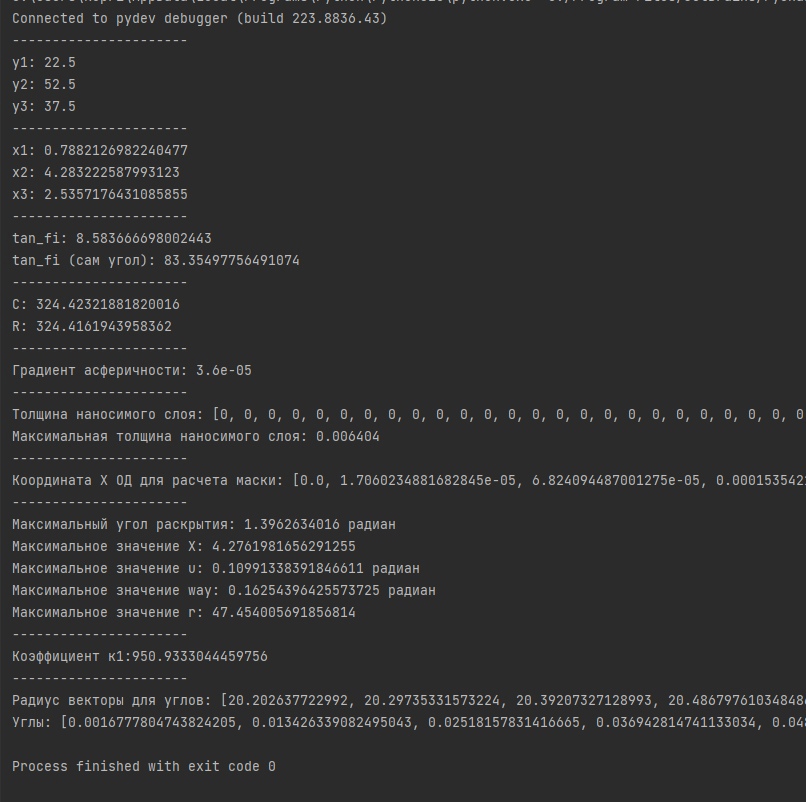 Connected to pydev debugger (build 223.8836.43)
----------------------
y1: 22.5
y2: 52.5
y3: 37.5
----------------------
x1: 0.7882126982240477
x2: 4.283222587993123
x3: 2.5357176431085855
----------------------
tan_fi: 8.583666698002443
tan_fi (сам угол): 83.35497756491074
----------------------
C: 324.42321881820016
R: 324.4161943958362
----------------------
Градиент асферичности: 3.6e-05
----------------------
Толщина наносимого слоя: [0, 0, 0, 0, 0, 0, 0, 0, 0, 0, 0, 0, 0, 0, 0, 0, 0, 0, 0, 0, 0, 0, 0, 0, 0
Максимальная толщина наносимого слоя: 0.006404
----------------------
Координата X ОД для расчета маски: [0.0, 1.7060234881682845e-05, 6.824094487001275e-05, 0.000153542
----------------------
Максимальный угол раскрытия: 1.3962634016 радиан
Максимальное значение X: 4.2761981656291255
Максимальное значение u: 0.10991338391846611 радиан
Максимальное значение way: 0.16254396425573725 радиан
Максимальное значение r: 47.454005691856814
----------------------
Коэффициент к1:950.9333044459756
----------------------
Радиус векторы для углов: [20.202637722992, 20.29735331573224, 20.39207327128993, 20.48679761034848
Углы: [0.0016777804743824205, 0.013426339082495043, 0.02518157831416665, 0.036942814741133034, 0.04
Process finished with exit code 0